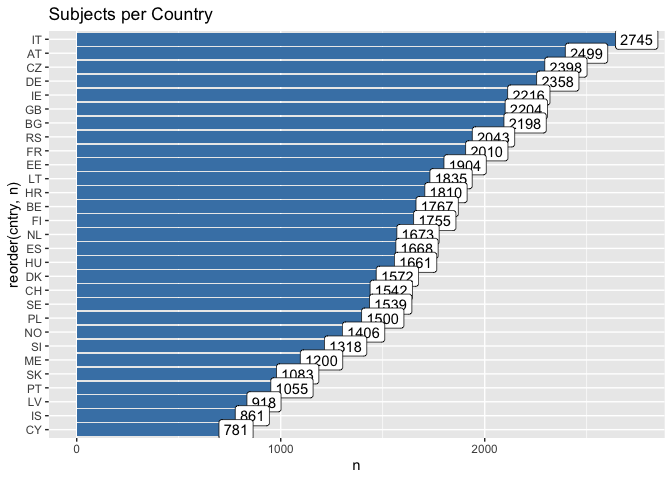 Subjects per Country
reorder(cntry, n)
IT 2745
AT 2499
CZ 2398
DE 2358
IE 2216
GB 2204
BG 2198
RS 2043
FR 2010
EE 1904
LT 1835
HR 1810
BE 1767
FI 1755
NL 1673
ES 1668
HU 1661
DK 1572
CH 1542
SE 1539
PL 1500
NO 1406
SI 1318
ME 1200
SK 1083
PT 1055
LV 918
IS 861
CY 781
0 1000 2000
n